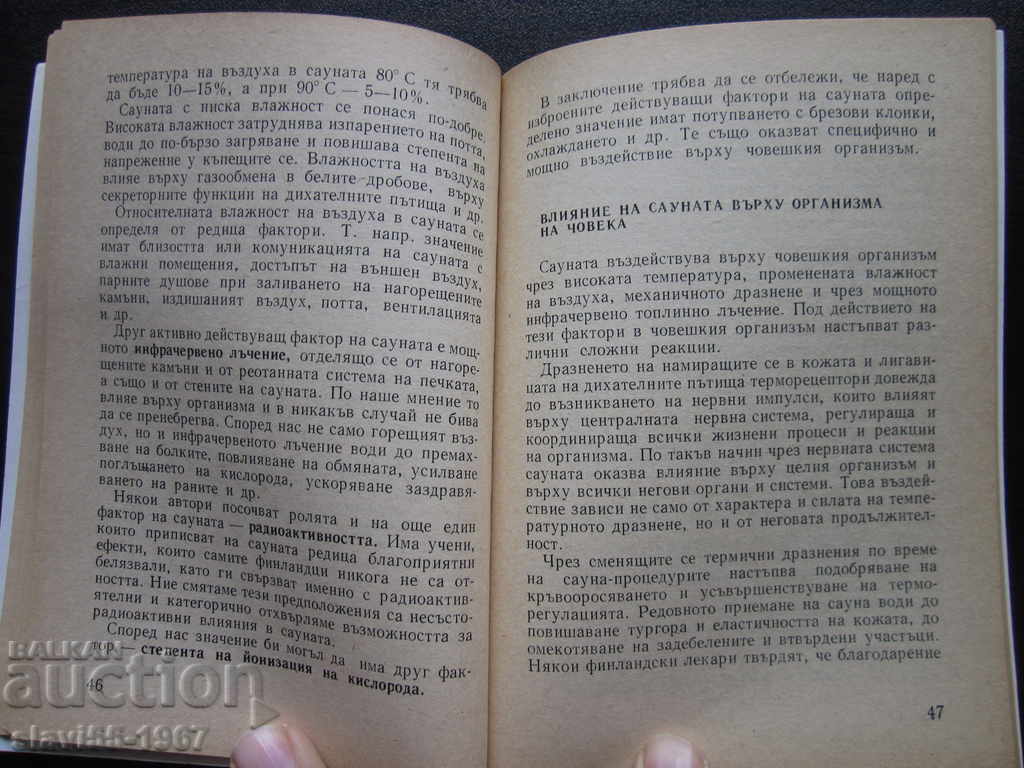 температура на въздуха в сауната 80° С тя трябва
да бъде 10—15%, а при 90° С — 5—10%.
Сауната с ниска влажност се понася по-добре.
Високата влажност затруднява изпарението на потта,
води до по-бързо загряване и повишава степента на
напрежение у къпещите се. Влажността на въздуха
влияе върху газообмена в белите дробове, върху
секреторните функции на дихателните пътища и др.
Относителната влажност на въздуха в сауната се
определя от редица фактори. Т. напр. значение
имат близостта или комуникацията на сауната с
влажни помещения, достъпът на външен въздух,
парните душове при заливането на нагорещените
камъни, издишаният въздух, потта, вентилацията
и др.
Друг активно действуващ фактор на сауната е мощ-
ното инфрачервено лъчение, отделящо се от нагоре-
щените камъни и от реотанната система на печката,
а също и от стените на сауната. По наше мнение то
влияе върху организма и в никакъв случай не бива
да се пренебрегва. Според нас не само горещият въз-
дух, но и инфрачервеното лъчение води до премах-
ване на болките, повлияване на обмяната, усилване
поглъщането на кислорода, ускоряване заздравя-
ването на раните и др.
Някои автори посочват ролята и на още един
фактор на сауната — радиоактивността. Има учени,
които приписват на сауната редица благоприятни
ефекти, които самите финландци никога не са от-
белязвали, като ги свързват именно с радиоактив-
ността. Ние смятаме тези предположения са несъсто-
ятелни и категорично отхвърляме възможността за
радиоактивни влияния в сауната.
Според нас значение би могъл да има друг фак-
тор — степента на йонизация на кислорода.
46
В заключение трябва да се отбележи, че наред с
изброените действуващи фактори на сауната опре-
делено значение имат потупването с брезови клонки,
охлаждането и др. Те също оказват специфично и
мощно въздействие върху човешкия организъм.
ВЛИЯНИЕ НА САУНАТА ВЪРХУ ОРГАНИЗМА
НА ЧОВЕКА
Сауната въздействува върху човешкия организъм
чрез високата температура, променената влажност
на въздуха, механичното дразнене и чрез мощното
инфрачервено топлинно лъчение. Под действието на
тези фактори в човешкия организъм настъпват раз-
лични сложни реакции.
Дразненето на намиращите се в кожата и лигави-
цата на дихателните пътища терморецептори довежда
до възникването на нервни импулси, които влияят
върху централната нервна система, регулираща и
координираща всички жизнени процеси и реакции
на организма. По такъв начин чрез нервната система
сауната оказва влияние върху целия организъм и
върху всички негови органи и системи. Това въздей-
ствие зависи не само от характера и силата на темпе-
ратурното дразнене, но и от неговата продължител-
ност.
Чрез сменящите се термични дразнения по време
на сауна-процедурите настъпва подобряване на
кръвооросяването и усъвършенствуване на термо-
регулацията. Редовното приемане на сауна води до
повишаване тургора и еластичността на кожата, до
омекотяване на задебелените и втвърдени участъци.
Някои финландски лекари твърдят, че благодарение
47
BALKAN
auction
slavi5ti-1967